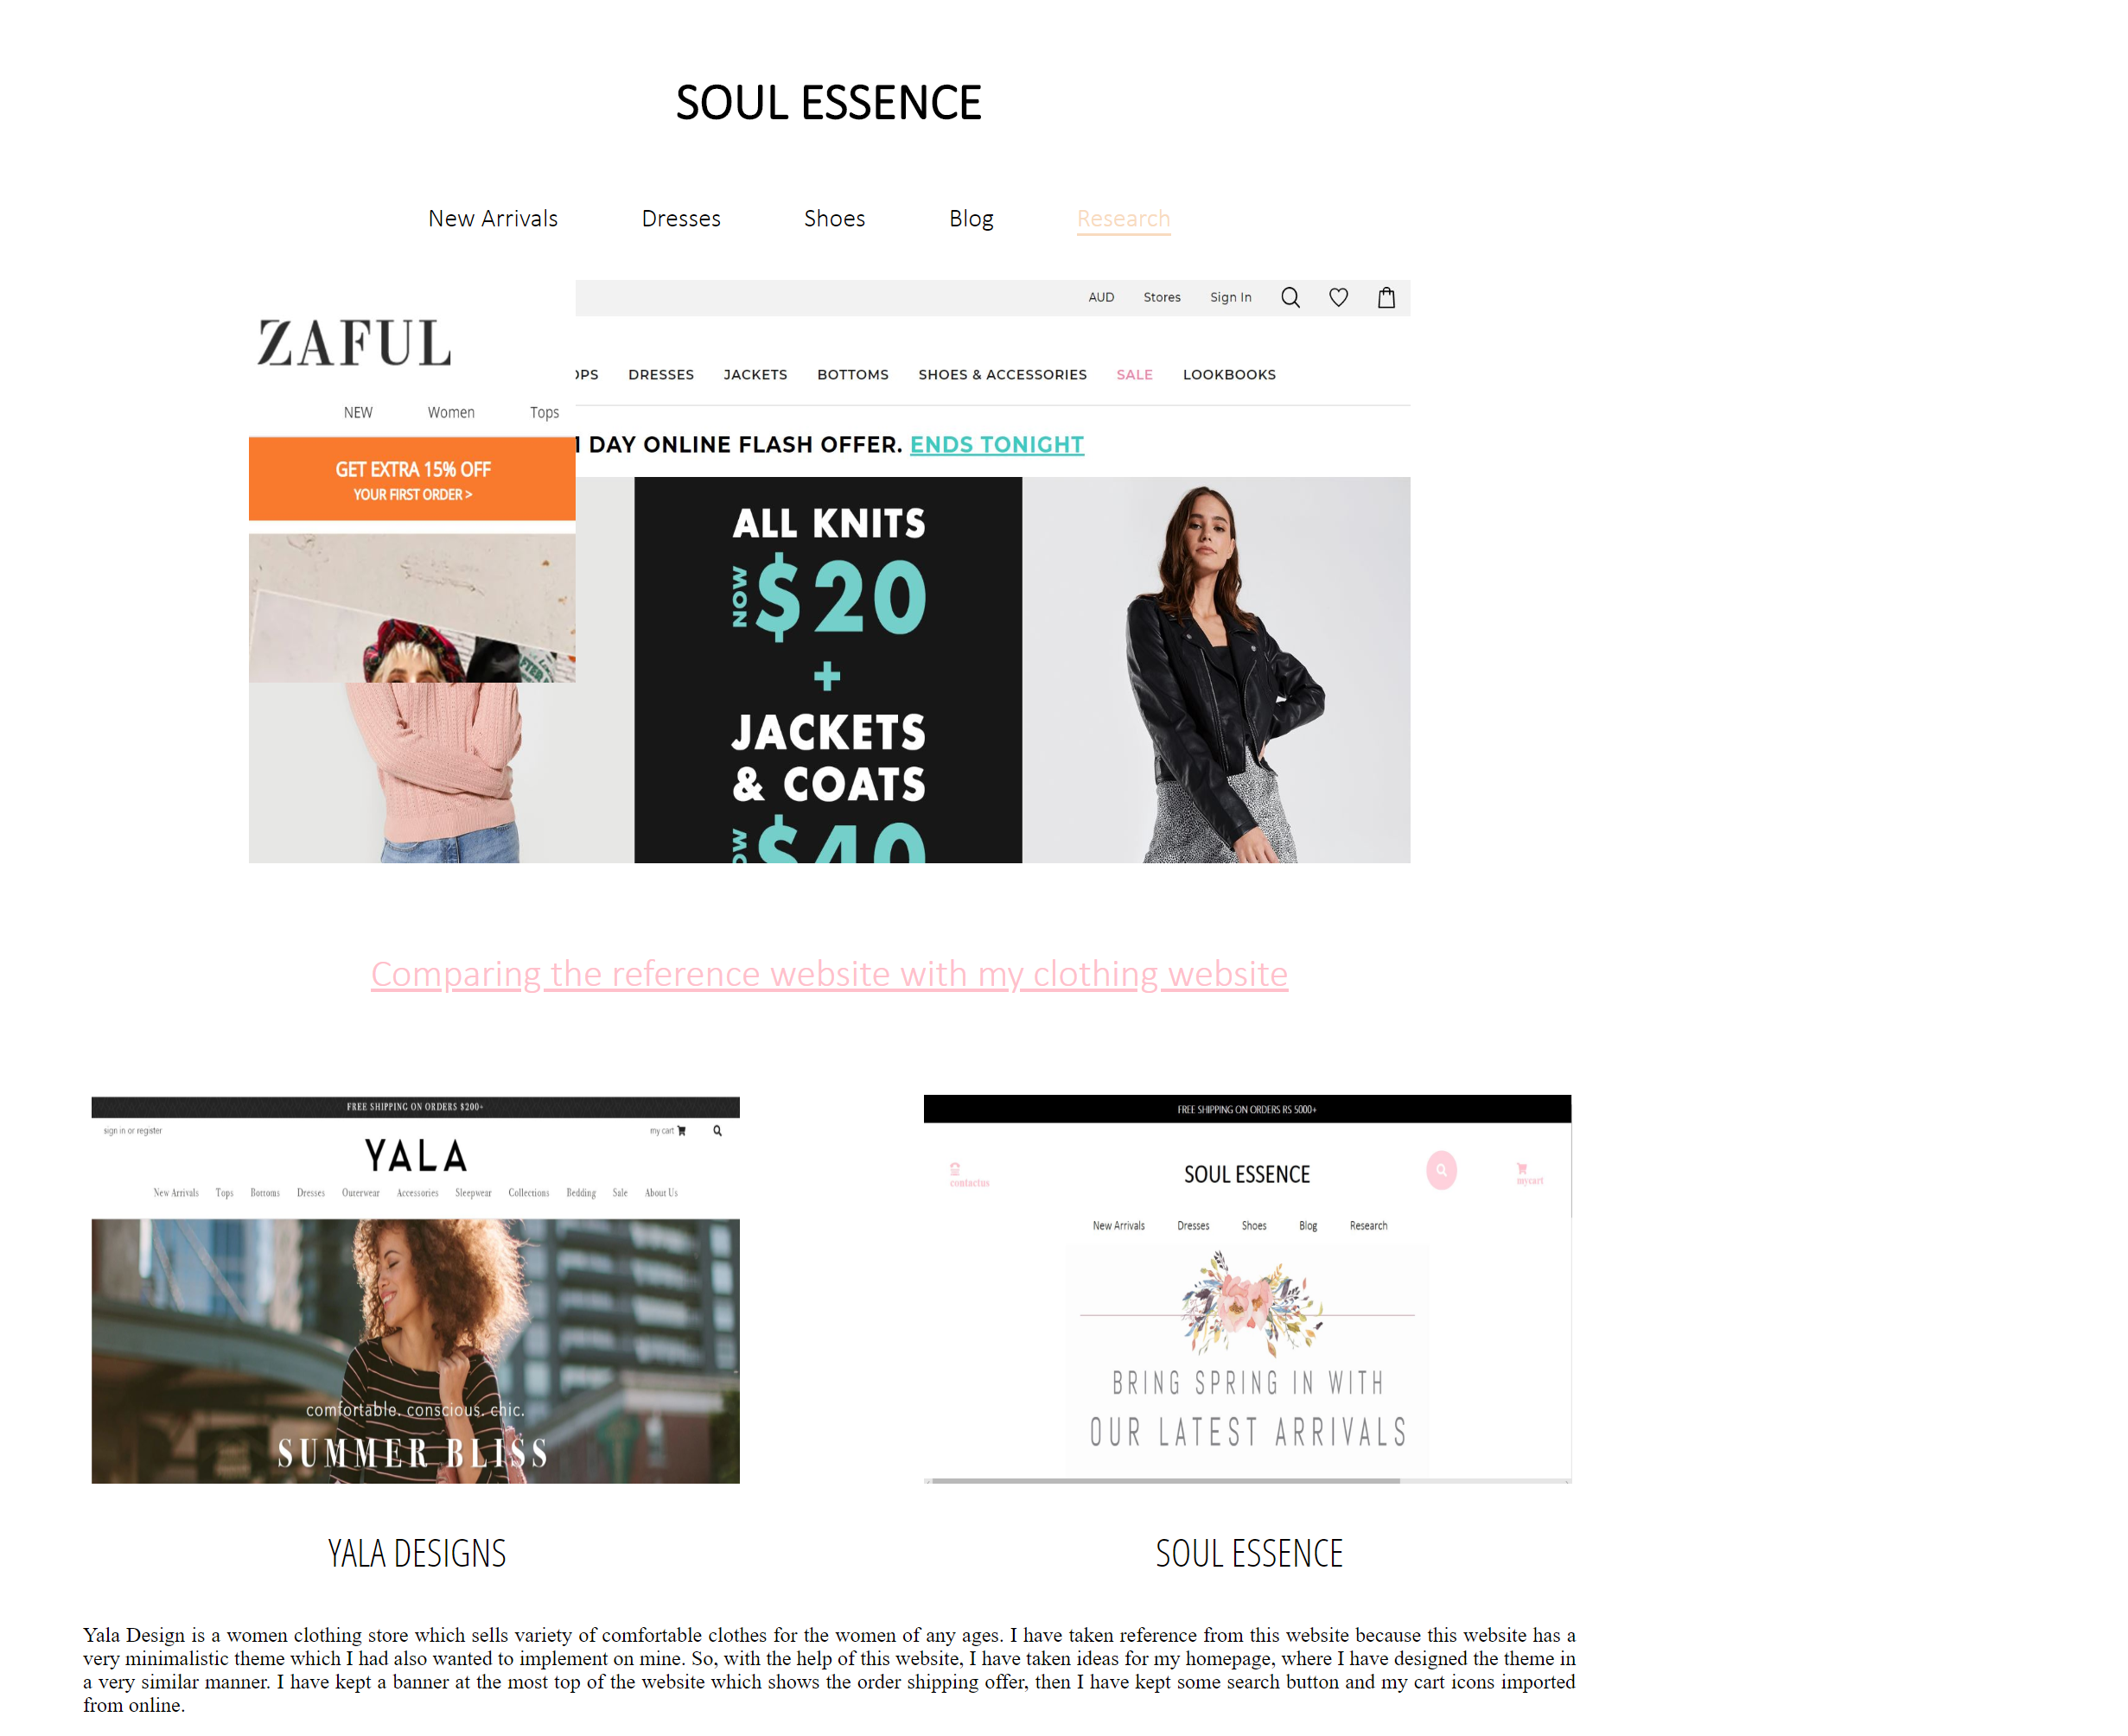 SOUL ESSENCE
New Arrivals Dresses Shoes Blog Research
AUD Stores Sign In
ZAFUL
OPS DRESSES JACKETS BOTTOMS SHOES & ACCESSORIES SALE LOOKBOOKS
NEW Women Tops
1 DAY ONLINE FLASH OFFER. ENDS TONIGHT
GET EXTRA 15% OFF
YOUR FIRST ORDER >
ALL KNITS
NOW $20
+
JACKETS
& COATS
NOW $40
Comparing the reference website with my clothing website
FREE SHIPPING ON ORDERS $200+
sign in or register my cart
YALA
New Arrivals Tops Bottoms Dresses Outerwear Accessories Sleepwear Collections Bedding Sale About Us
comfortable. conscious. chic.
SUMMER BLISS
FREE SHIPPING ON ORDERS RS 5000+
contactus SOUL ESSENCE mycart
New Arrivals Dresses Shoes Blog Research
BRING SPRING IN WITH
OUR LATEST ARRIVALS
YALA DESIGNS
SOUL ESSENCE
Yala Design is a women clothing store which sells variety of comfortable clothes for the women of any ages. I have taken reference from this website because this website has a
very minimalistic theme which I had also wanted to implement on mine. So, with the help of this website, I have taken ideas for my homepage, where I have designed the theme in
a very similar manner. I have kept a banner at the most top of the website which shows the order shipping offer, then I have kept some search button and my cart icons imported
from online.